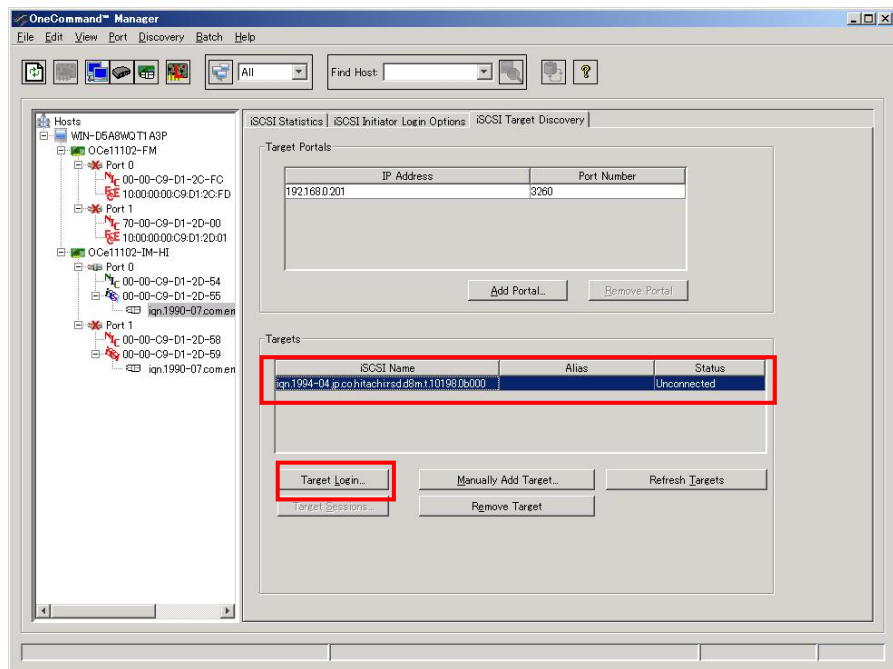 OneCommand™ Manager
File Edit View Port Discovery Batch Help
All
Find Host:
Hosts
WIN-D5A8WQT1A3P
OCe11102-FM
Port 0
00-00-C9-D1-2C-FC
10:00:00:00:C9:D1:2C:FD
Port 1
70-00-C9-D1-2D-00
10:00:00:00:C9:D1:2D:01
OCe11102-IM-HI
Port 0
00-00-C9-D1-2D-54
00-00-C9-D1-2D-55
iqn.1990-07.com.en
Port 1
00-00-C9-D1-2D-58
00-00-C9-D1-2D-59
iqn.1990-07.com.en
iSCSI Statistics iSCSI Initiator Login Options iSCSI Target Discovery
Target Portals
IP Address Port Number
192.168.0.201 3260
Add Portal... Remove Portal
Targets
iSCSI Name Alias Status
iqn.1994-04.jp.co.hitachi:rsd.d8m.t.10198.0b000 Unconnected
Target Login... Manually Add Target... Refresh Targets
Target Sessions... Remove Target